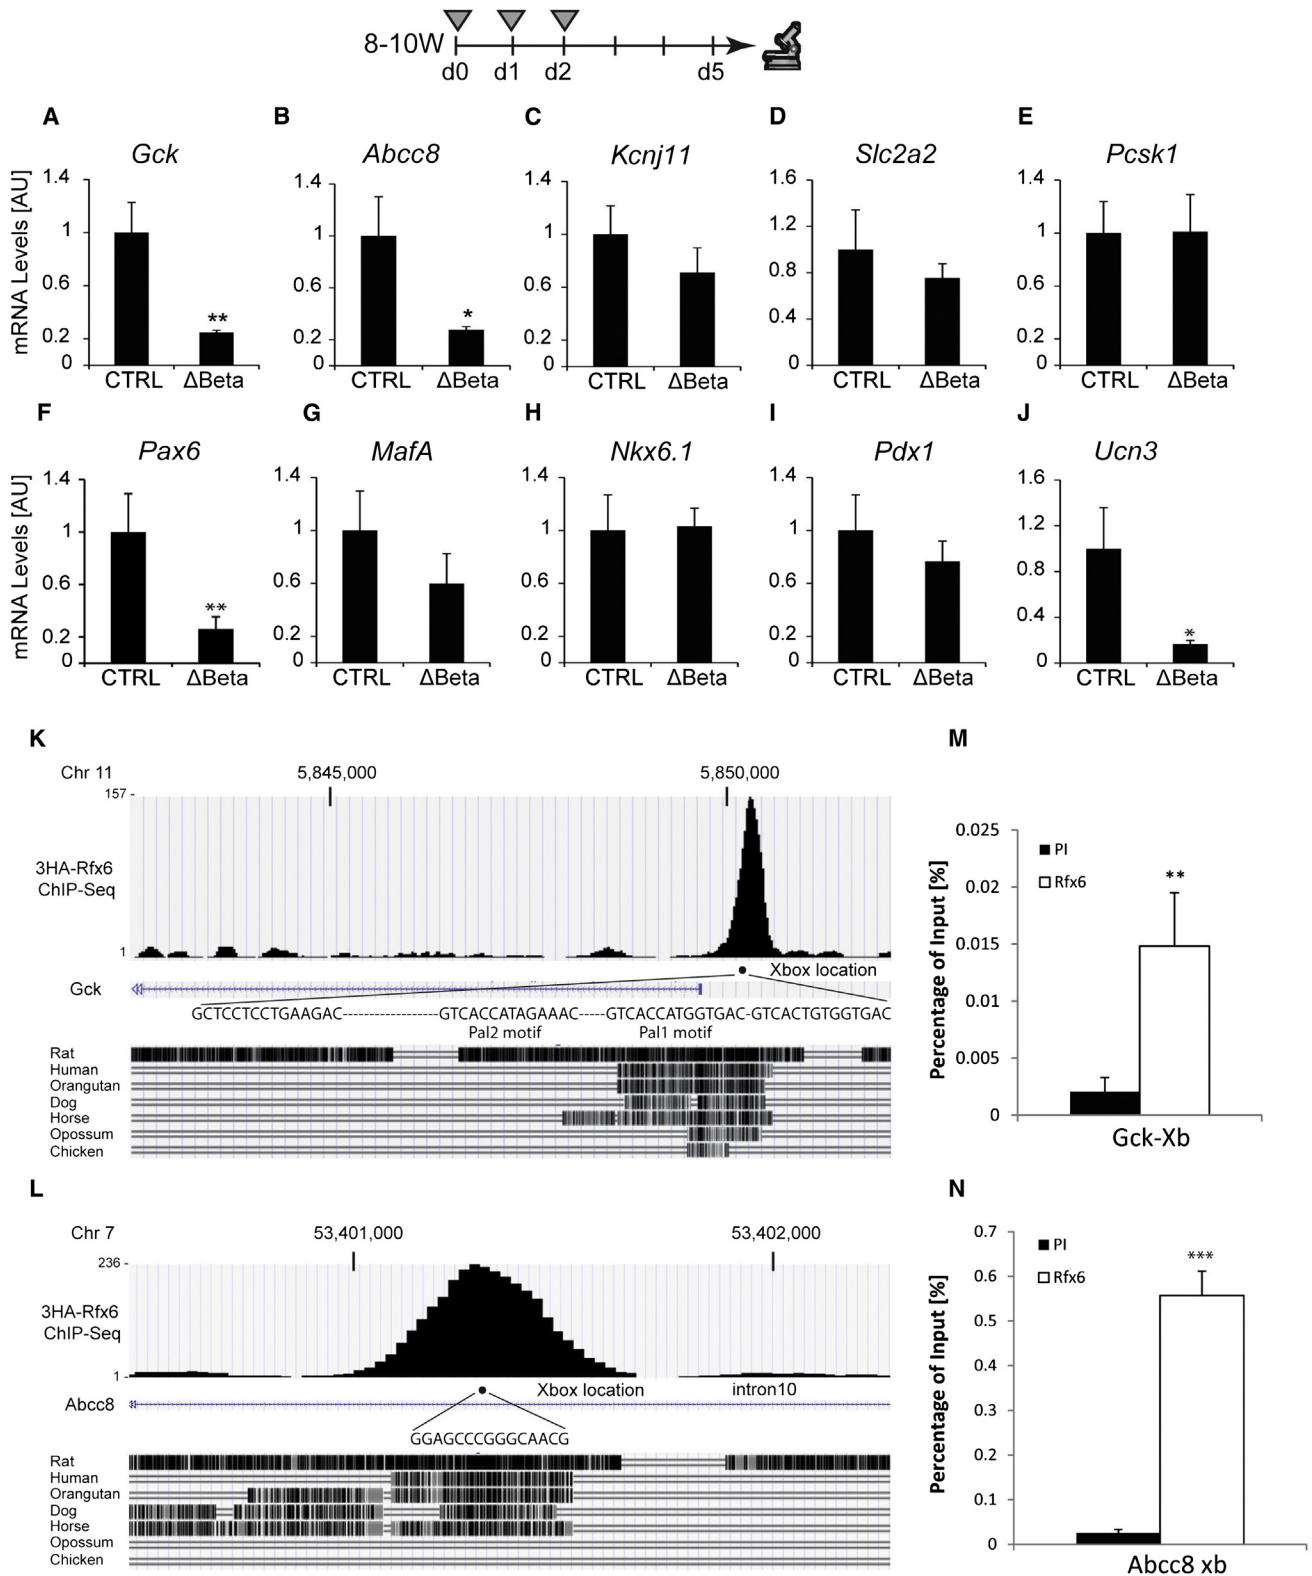 8-10W
d0 d1 d2 d5
A B C D E
Gck Abcc8 Kcnj11 Slc2a2 Pcsk1
mRNA Levels [AU]
1.4 1 0.6 0.2 0
**
CTRL ΔBeta
1.4 1 0.6 0.2 0
*
CTRL ΔBeta
1.4 1 0.6 0.2 0
CTRL ΔBeta
1.6 1.2 0.8 0.4 0
CTRL ΔBeta
1.4 1 0.6 0.2 0
CTRL ΔBeta
F G H I J
Pax6 MafA Nkx6.1 Pdx1 Ucn3
mRNA Levels [AU]
1.4 1 0.6 0.2 0
**
CTRL ΔBeta
1.4 1 0.6 0.2 0
CTRL ΔBeta
1.4 1 0.6 0.2 0
CTRL ΔBeta
1.4 1 0.6 0.2 0
CTRL ΔBeta
1.6 1.2 0.8 0.4 0
*
CTRL ΔBeta
K
Chr 11 5,845,000 5,850,000
157
3HA-Rfx6
ChIP-Seq
1
Xbox location
Gck
GCTCCTCCTGAAGAC----------------GTCACCATAGAAAC-----GTCACCATGGTGAC-GTCACTGTGGTGAC
Pal2 motif Pal1 motif
Rat
Human
Orangutan
Dog
Horse
Opossum
Chicken
M
Percentage of Input [%]
0.025
0.02
0.015
0.01
0.005
0
PI
Rfx6
**
Gck-Xb
L
Chr 7 53,401,000 53,402,000
236
3HA-Rfx6
ChIP-Seq
1
Xbox location intron10
Abcc8
GGAGCCCGGGCAACG
Rat
Human
Orangutan
Dog
Horse
Opossum
Chicken
N
Percentage of Input [%]
0.7
0.6
0.5
0.4
0.3
0.2
0.1
0
PI
Rfx6
***
Abcc8 xb